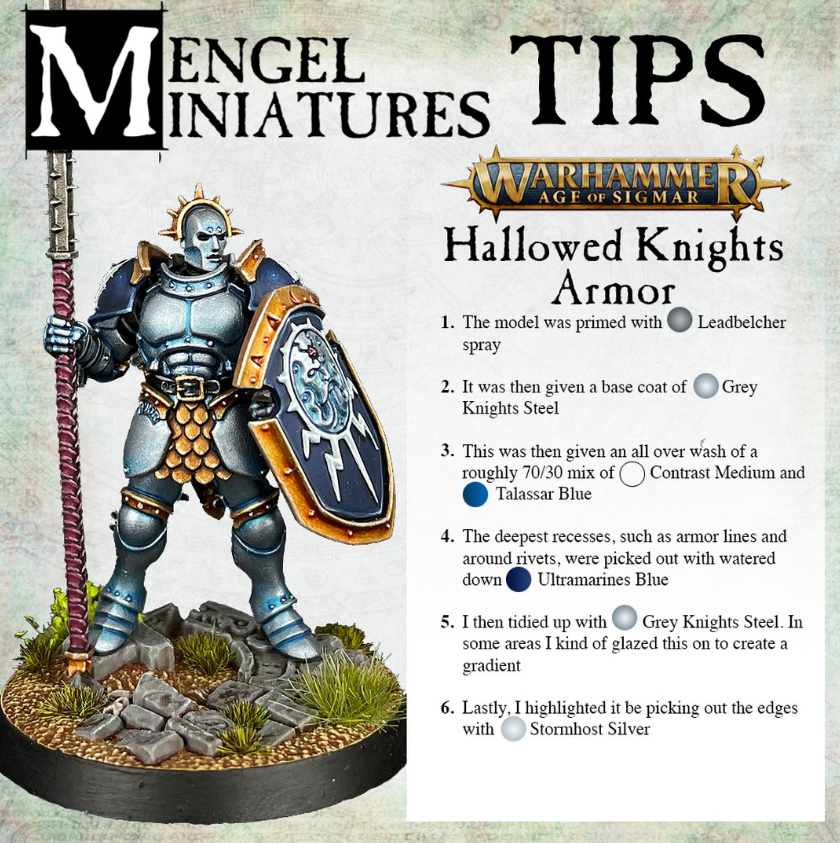 MENGEL
MINIATURES
TIPS
WARHAMMER
AGE OF SIGMAR
Hallowed Knights
Armor
1. The model was primed with Leadbelcher
spray
2. It was then given a base coat of Grey
Knights Steel
3. This was then given an all over wash of a
roughly 70/30 mix of Contrast Medium and
Talassar Blue
4. The deepest recesses, such as armor lines and
around rivets, were picked out with watered
down Ultramarines Blue
5. I then tidied up with Grey Knights Steel. In
some areas I kind of glazed this on to create a
gradient
6. Lastly, I highlighted it be picking out the edges
with Stormhost Silver